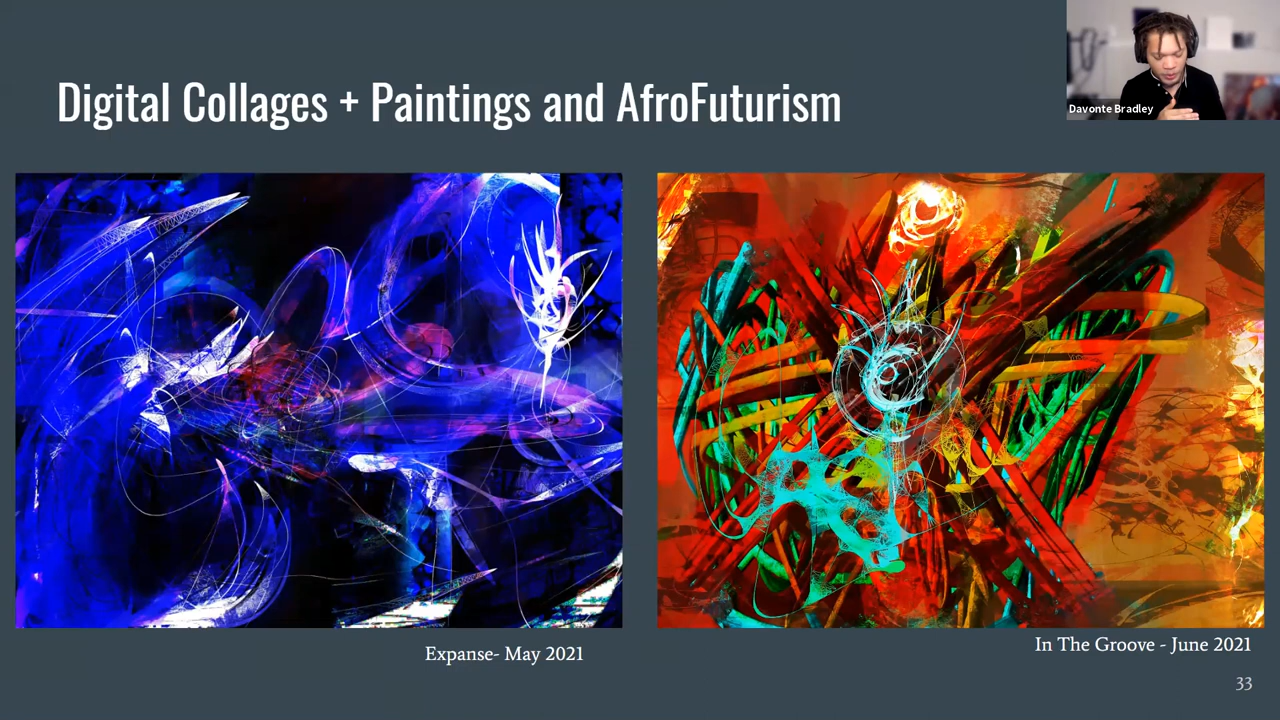 Digital Collages + Paintings and AfroFuturism
Davonte Bradley
Expanse- May 2021
In The Groove - June 2021
33